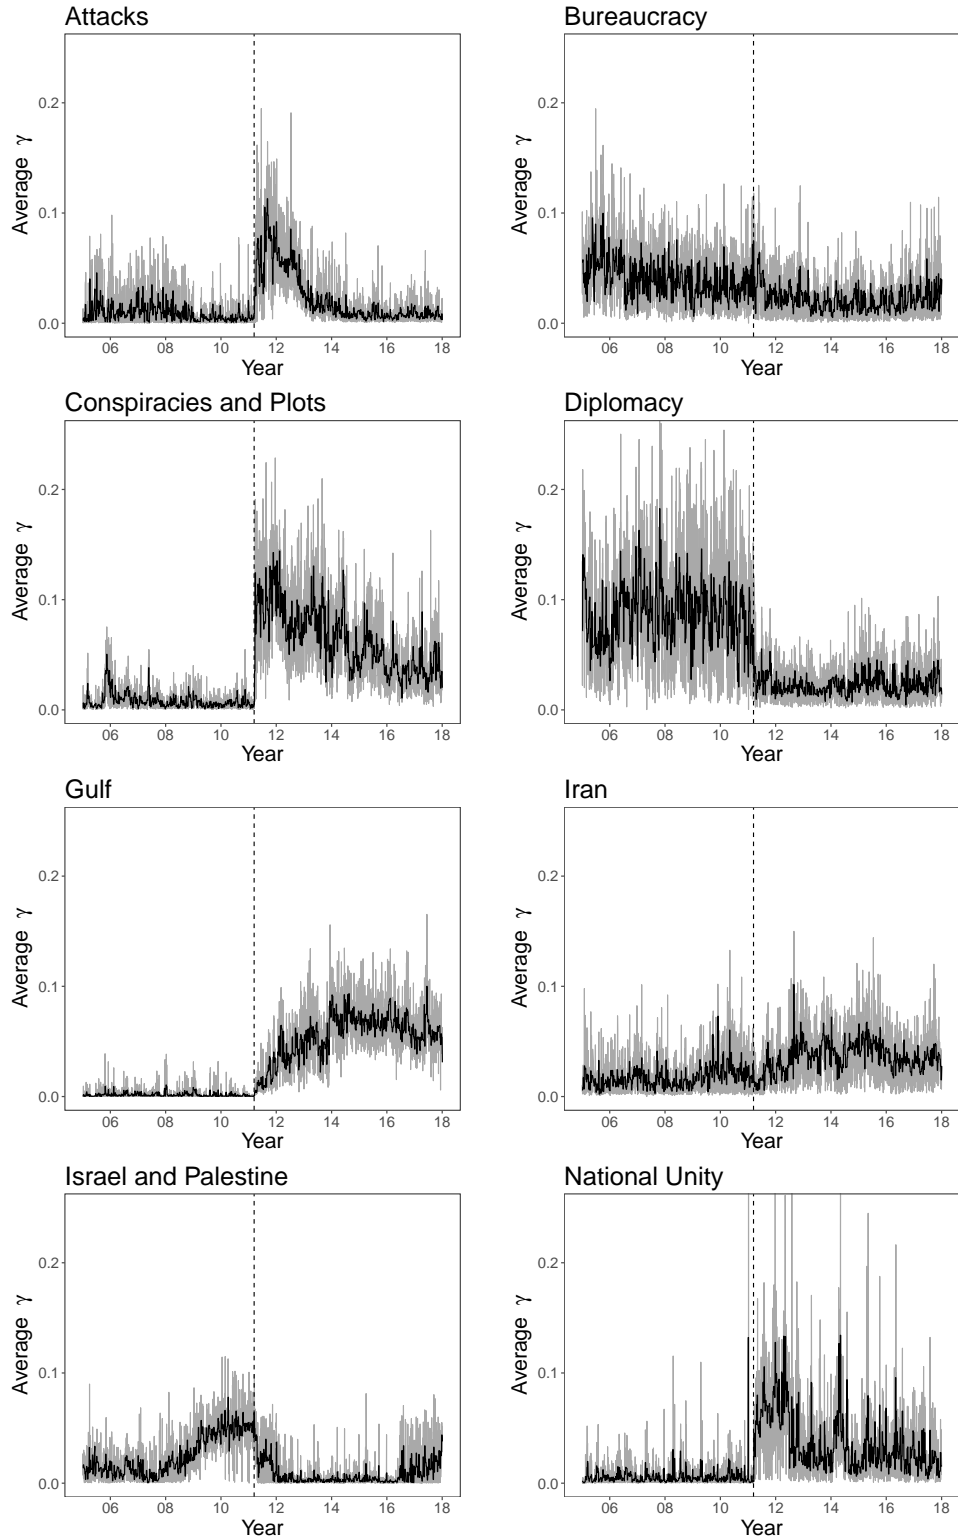 Attacks
Bureaucracy
Average γ
0.2
0.1
0.0
06 08 10 12 14 16 18
Year
Average γ
0.2
0.1
0.0
06 08 10 12 14 16 18
Year
Conspiracies and Plots
Diplomacy
Average γ
0.2
0.1
0.0
06 08 10 12 14 16 18
Year
Average γ
0.2
0.1
0.0
06 08 10 12 14 16 18
Year
Gulf
Iran
Average γ
0.2
0.1
0.0
06 08 10 12 14 16 18
Year
Average γ
0.2
0.1
0.0
06 08 10 12 14 16 18
Year
Israel and Palestine
National Unity
Average γ
0.2
0.1
0.0
06 08 10 12 14 16 18
Year
Average γ
0.2
0.1
0.0
06 08 10 12 14 16 18
Year